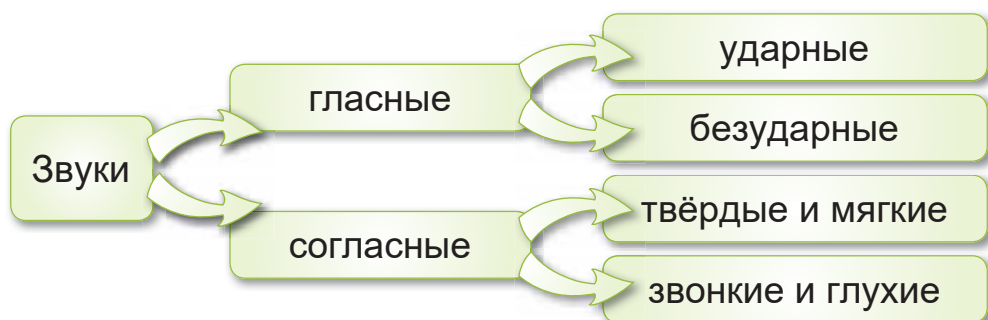 Звуки
гласные
ударные
безударные
согласные
твёрдые и мягкие
звонкие и глухие